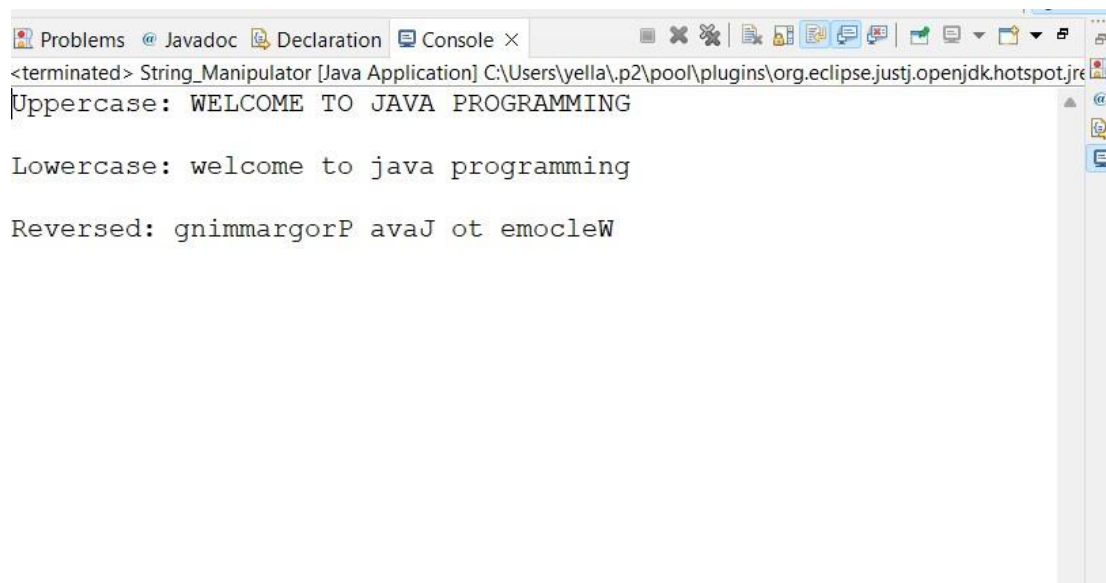 Problems @ Javadoc Declaration Console
<terminated> String_Manipulator [Java Application] C:\Users\yella\.p2\pool\plugins\org.eclipse.justj.openjdk.hotspot.jre
Uppercase: WELCOME TO JAVA PROGRAMMING
Lowercase: welcome to java programming
Reversed: gnimmargorP avaJ ot emocleW